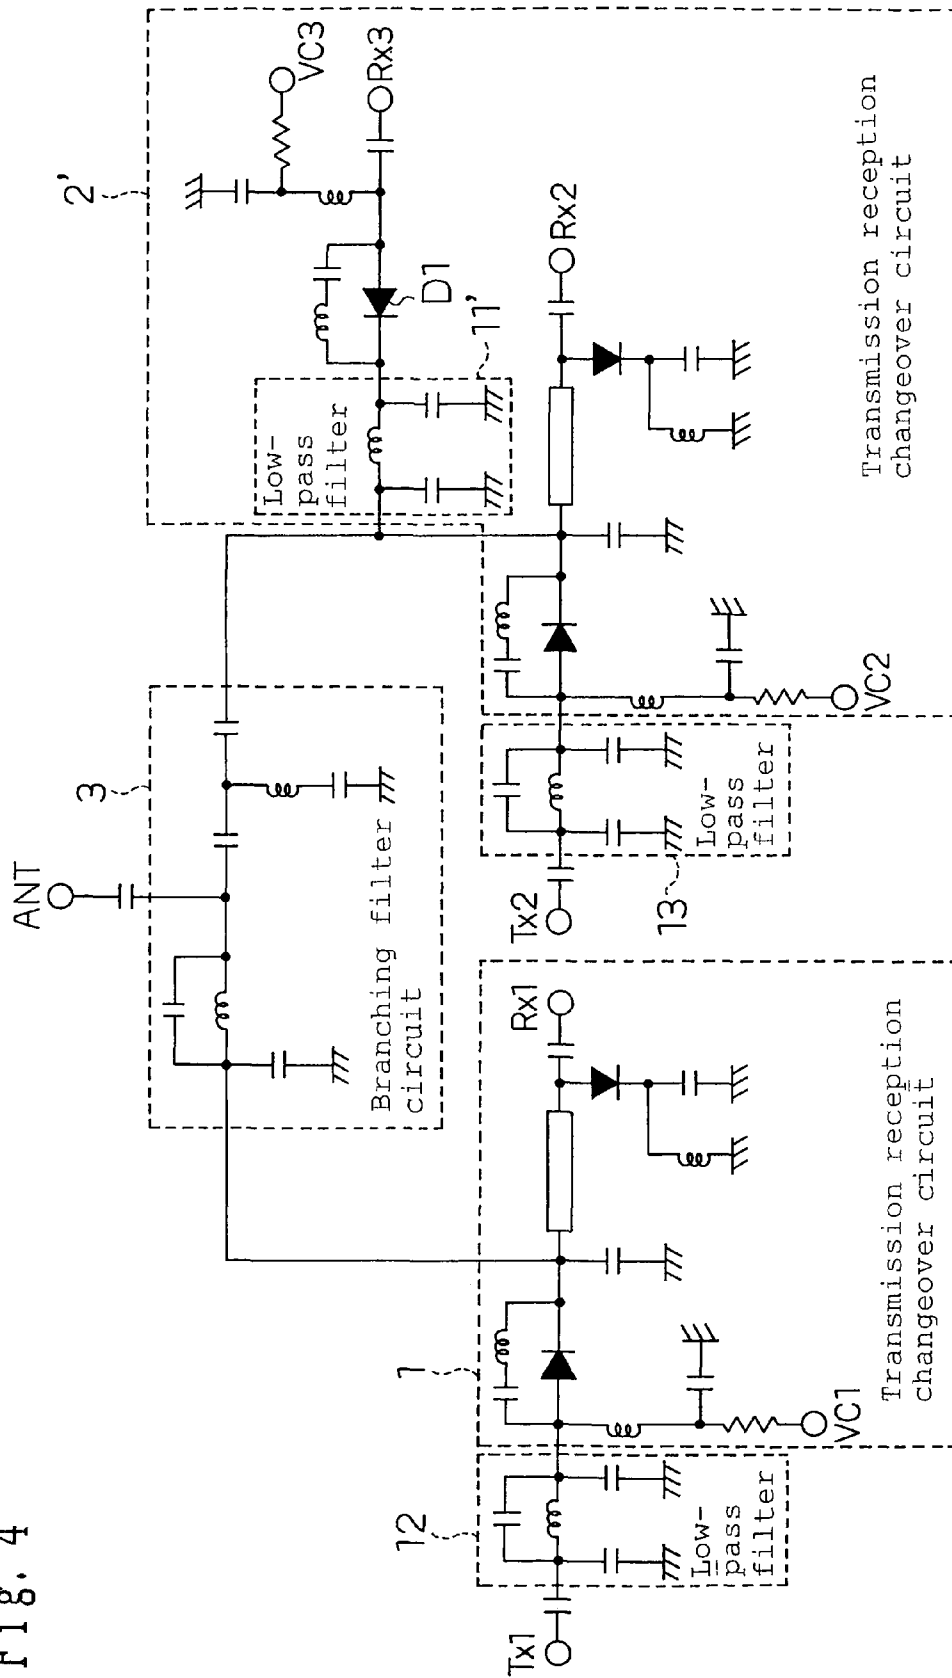 Fig. 4
ANT
3
Branching filter
circuit
2'
VC3
Rx3
D1
11'
Low-
pass
filter
Rx2
Transmission reception
changeover circuit
VC2
13
Low-
pass
filter
Tx2
1
Rx1
Transmission reception
changeover circuit
VC1
12
Low-
pass
filter
Tx1